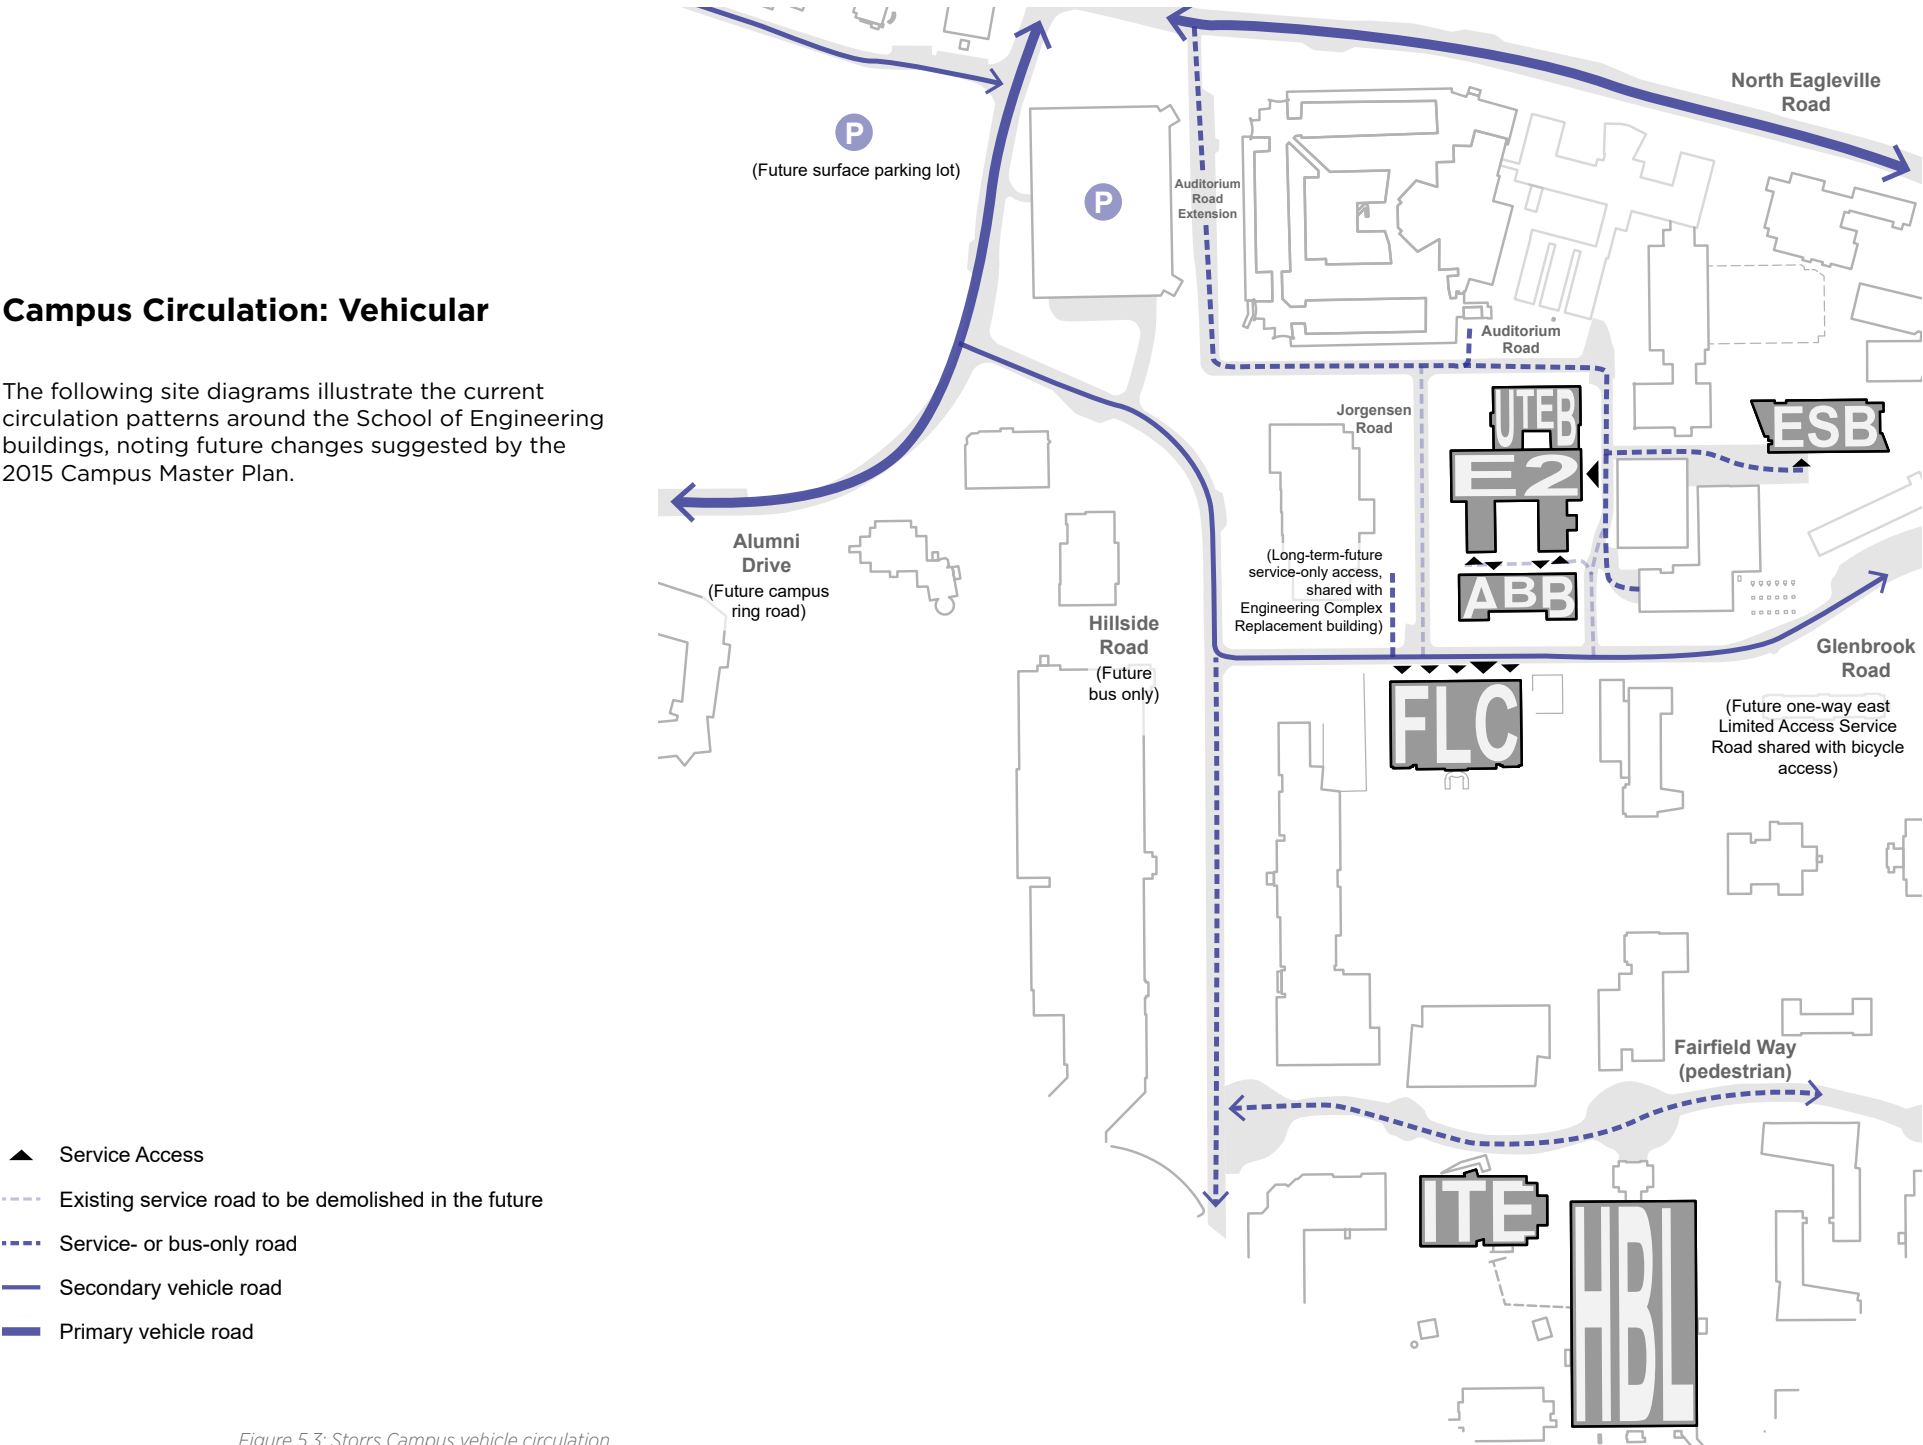 Campus Circulation: Vehicular
The following site diagrams illustrate the current
circulation patterns around the School of Engineering
buildings, noting future changes suggested by the
2015 Campus Master Plan.
Service Access
Existing service road to be demolished in the future
Service- or bus-only road
Secondary vehicle road
Primary vehicle road
Figure 5.3: Storrs Campus vehicle circulation
North Eagleville
Road
P
(Future surface parking lot)
P
Auditorium
Road
Extension
Auditorium
Road
Jorgensen
Road
UTEB
E2
ESB
Alumni
Drive
(Future campus
ring road)
(Long-term-future
service-only access,
shared with
Engineering Complex
Replacement building)
ABB
Hillside
Road
(Future
bus only)
Glenbrook
Road
(Future one-way east
Limited Access Service
Road shared with bicycle
access)
FLC
Fairfield Way
(pedestrian)
ITE
HBL